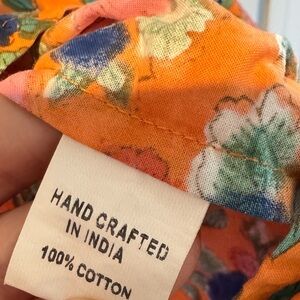 HAND CRAFTED
IN INDIA
100% COTTON